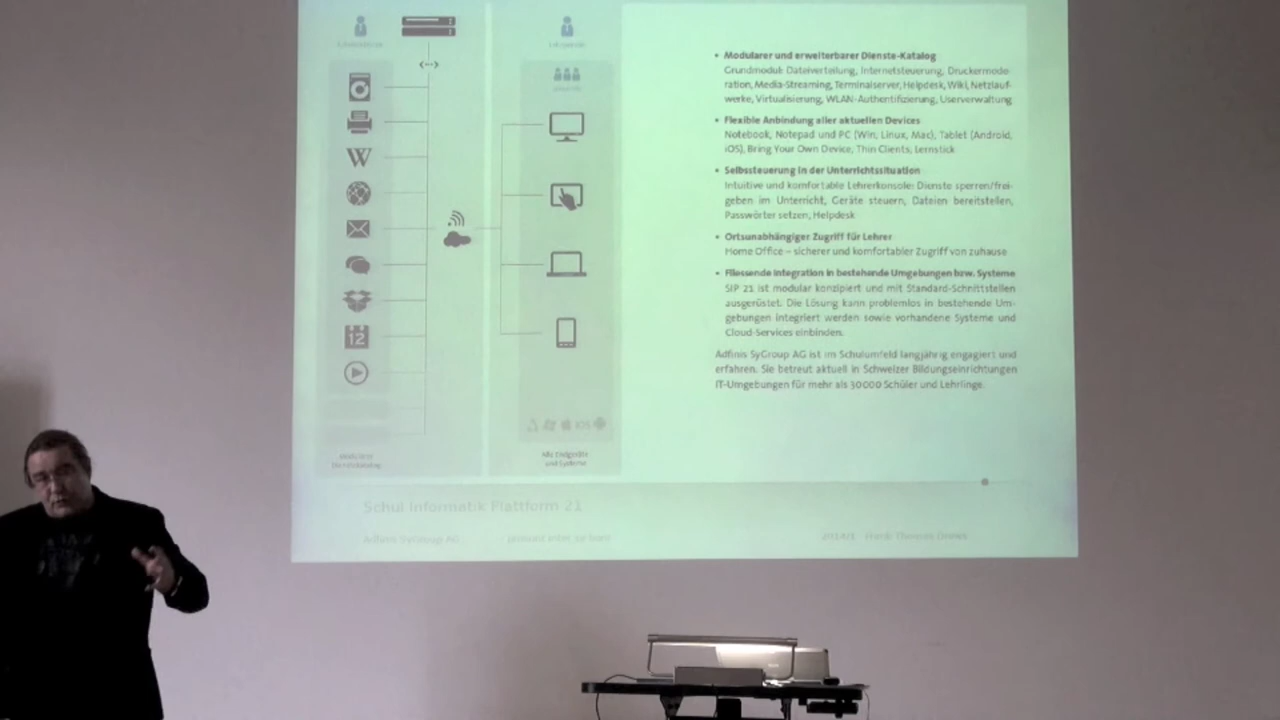 • Modularer und erweiterbarer Dienste-Katalog
Grundmodul: Dateiverteilung, Internetsteuerung, Druckermode-
ration, Media-Streaming, Terminalserver, Helpdesk, Wiki, Netzlauf-
werke, Virtualisierung, WLAN-Authentifizierung, Userverwaltung
• Flexible Anbindung aller aktuellen Devices
Notebook, Notepad und PC (Win, Linux, Mac), Tablet (Android,
iOS), Bring Your Own Device, Thin Clients, Lernstick
• Selbssteuerung in der Unterrichtssituation
Intuitive und komfortable Lehrerkonsole: Dienste sperren/frei-
geben im Unterricht, Geräte steuern, Dateien bereitstellen,
Passwörter setzen, Helpdesk
• Ortsunabhängiger Zugriff für Lehrer
Home Office – sicherer und komfortabler Zugriff von zuhause
• Fliessende Integration in bestehende Umgebungen bzw. Systeme
SIP 21 ist modular konzipiert und mit Standard-Schnittstellen
ausgerüstet. Die Lösung kann problemlos in bestehende Um-
gebungen integriert werden sowie vorhandene Systeme und
Cloud-Services einbinden.
Adfinis SyGroup AG ist im Schulumfeld langjährig engagiert und
erfahren. Sie betreut aktuell in Schweizer Bildungseinrichtungen
IT-Umgebungen für mehr als 30000 Schüler und Lehrlinge.
W
12
iOS
Alle Endgeräte
und Systeme
Schul Informatik Plattform 21
Adfinis SyGroup AG